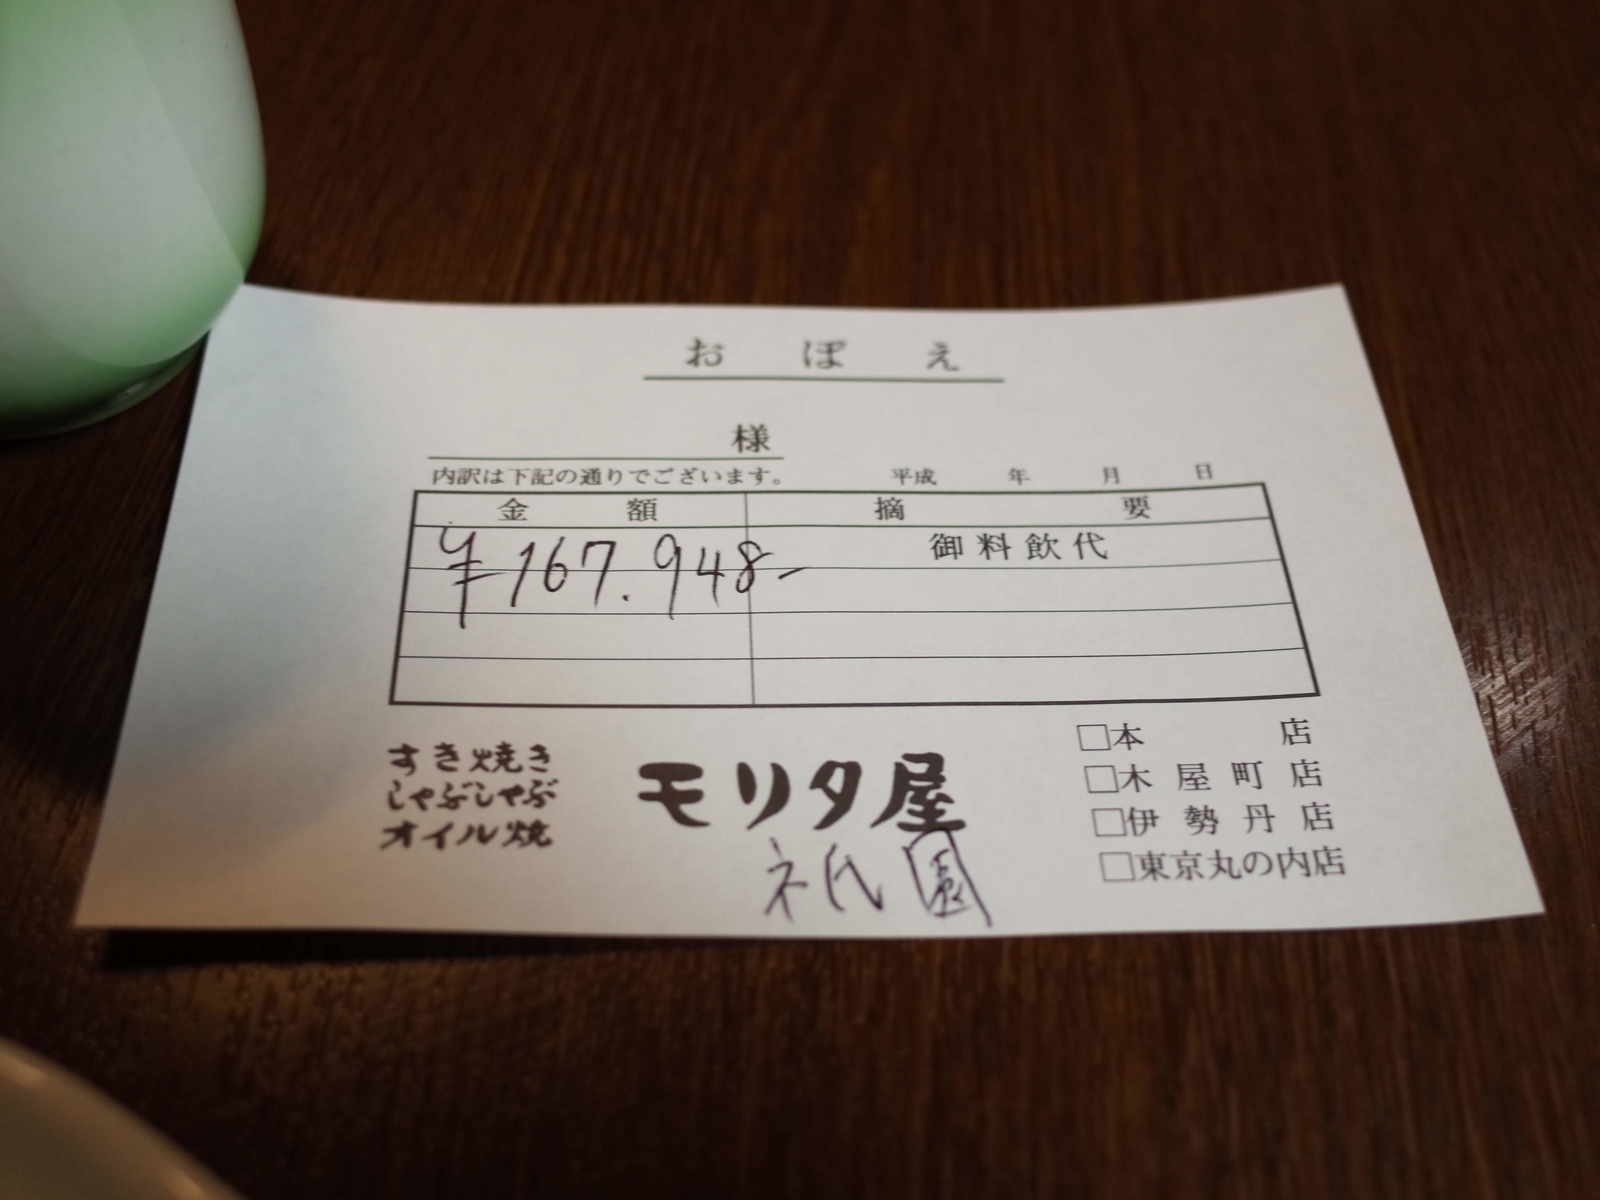 おぼえ
様
内訳は下記の通りでございます。 平成 年 月 日
金額 摘要
¥167.948- 御料飲代
すき焼き
しゃぶしゃぶ
オイル焼
モリタ屋
祇園
□本店
□木屋町店
□伊勢丹店
□東京丸の内店